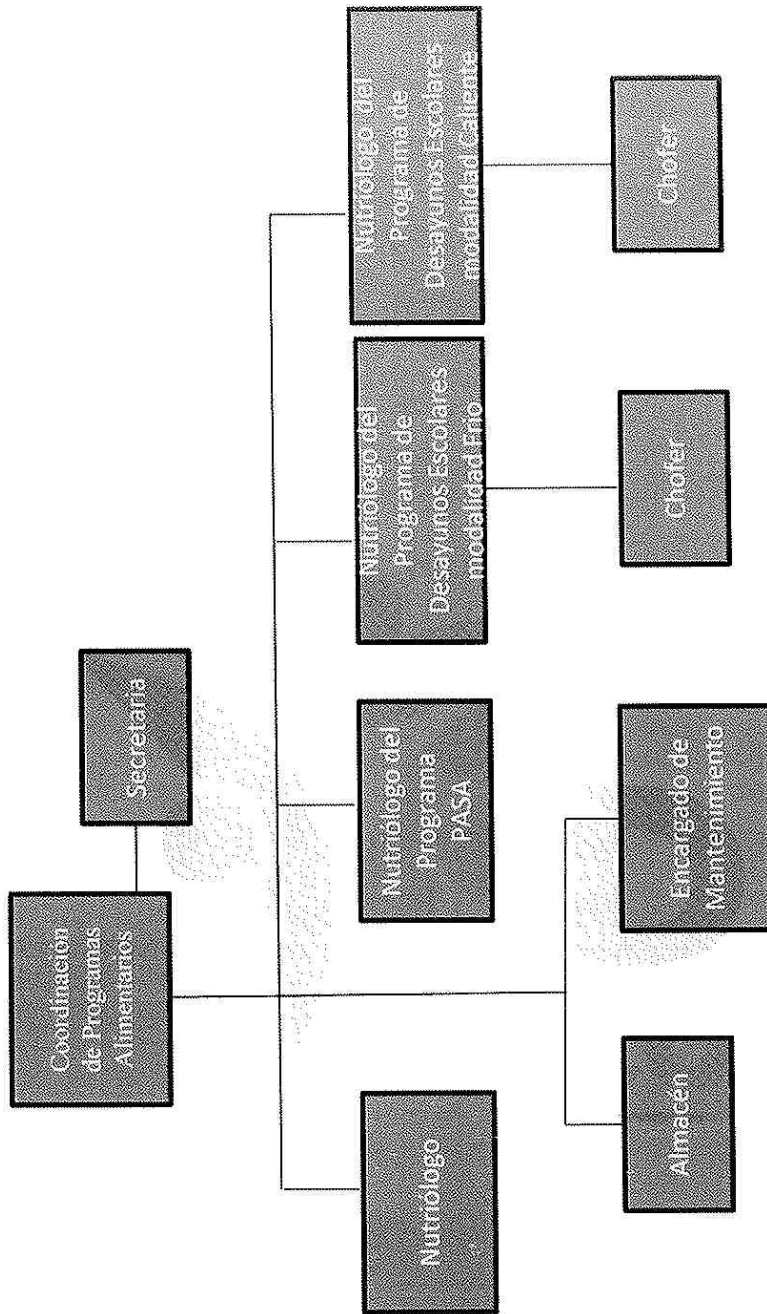 Coordinación
de Programas
Alimentarios
Secretaria
Nutriólogo
Nutriólogo del
Programa
PASA
Nutriólogo del
Programa de
Desayunos Escolares
modalidad Frio
Nutriólogo del
Programa de
Desayunos Escolares
modalidad Caliente
Almacén
Encargado de
Mantenimiento
Chofer
Chofer